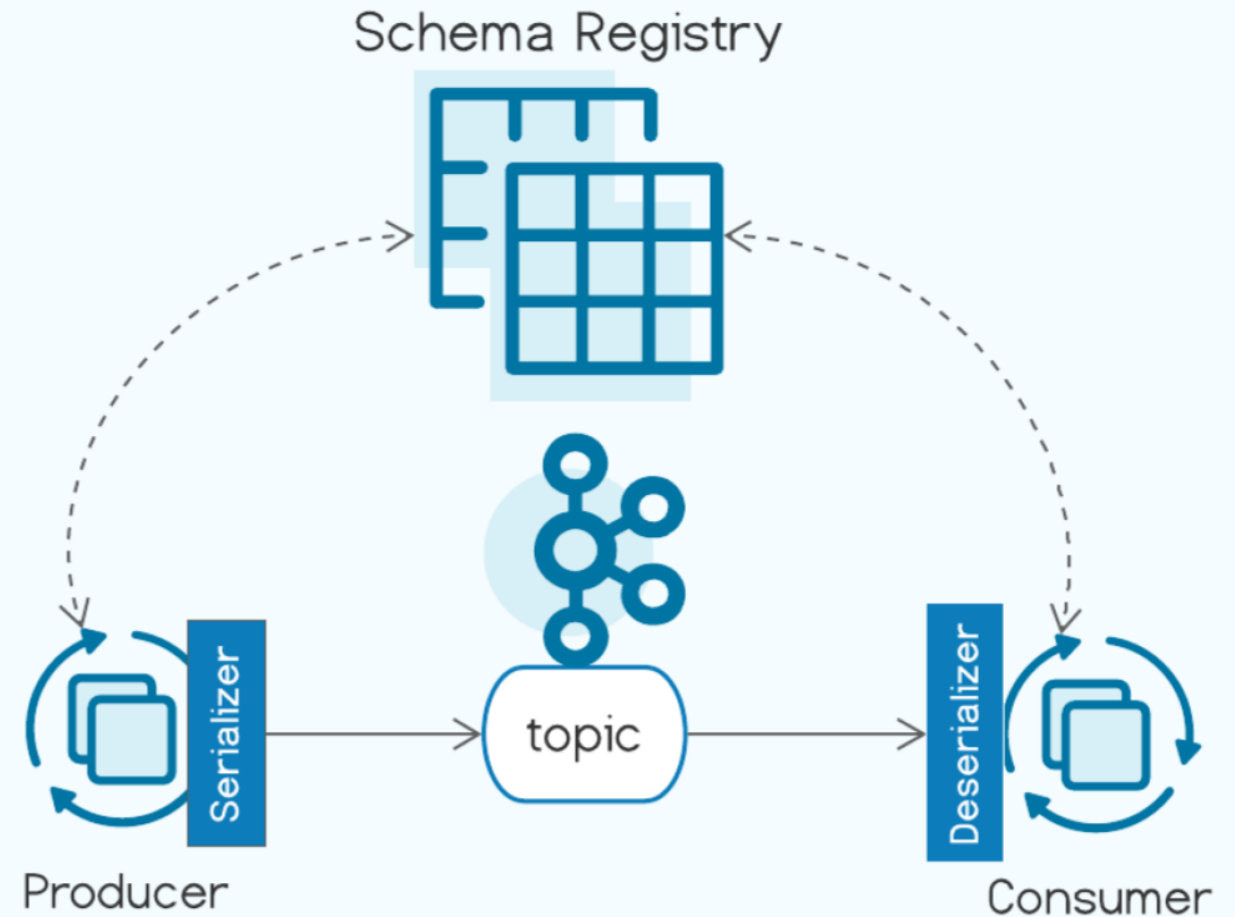 Schema Registry
Serializer
topic
Deserializer
Producer
Consumer